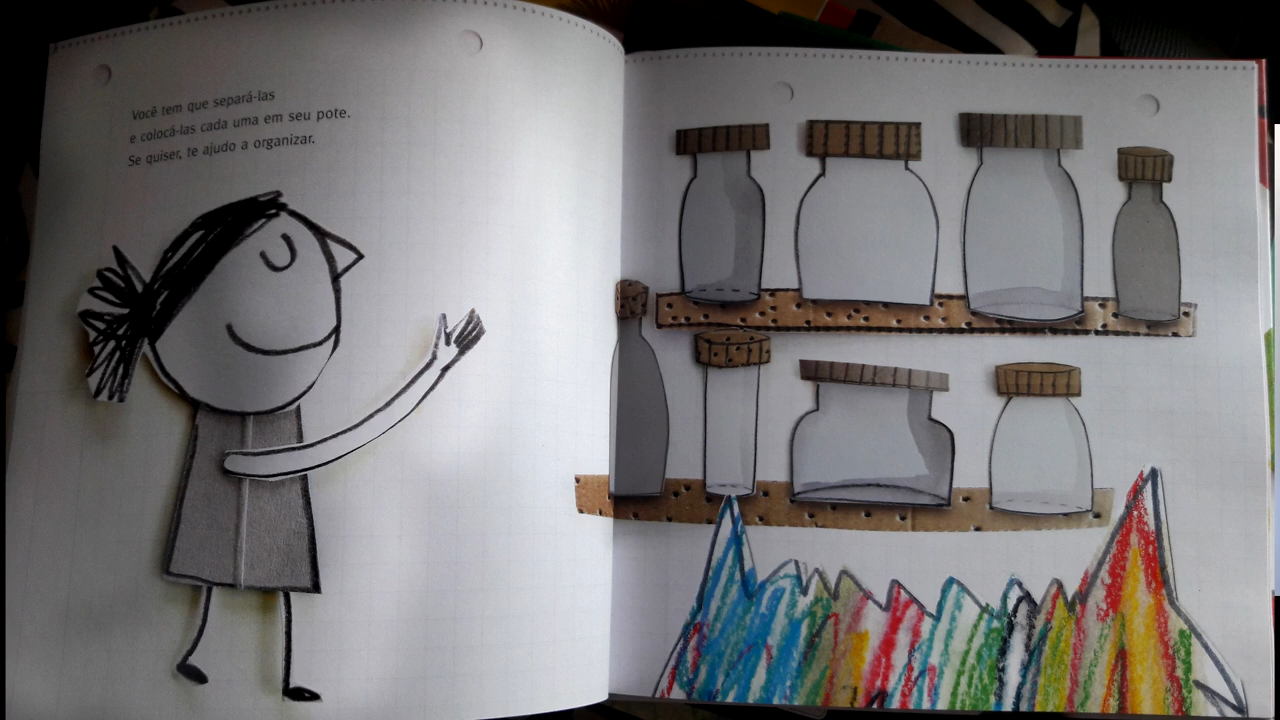 Você tem que separá-las
e colocá-las cada uma em seu pote.
Se quiser, te ajudo a organizar.